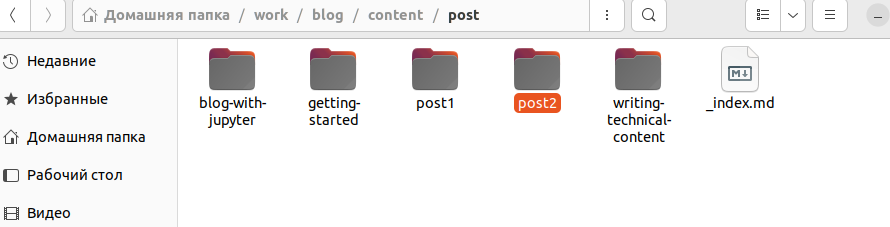 Домашняя папка / work / blog / content / post
Недавние
Избранные
Домашняя папка
Рабочий стол
Видео
blog-with-
jupyter
getting-
started
post1
post2
writing-
technical-
content
M
_index.md